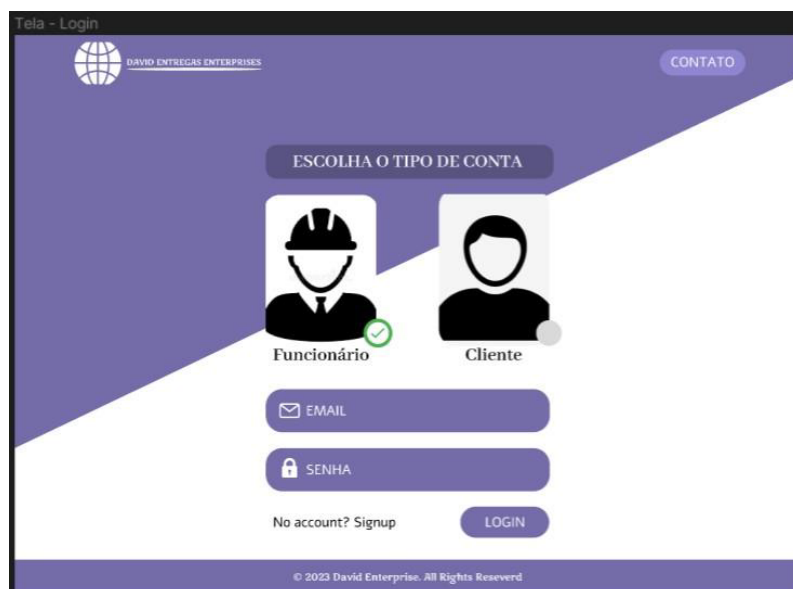 Tela - Login
DAVID ENTREGAS ENTERPRISES
CONTATO
ESCOLHA O TIPO DE CONTA
Funcionário
Cliente
EMAIL
SENHA
No account? Signup
LOGIN
© 2023 David Enterprise. All Rights Reseverd